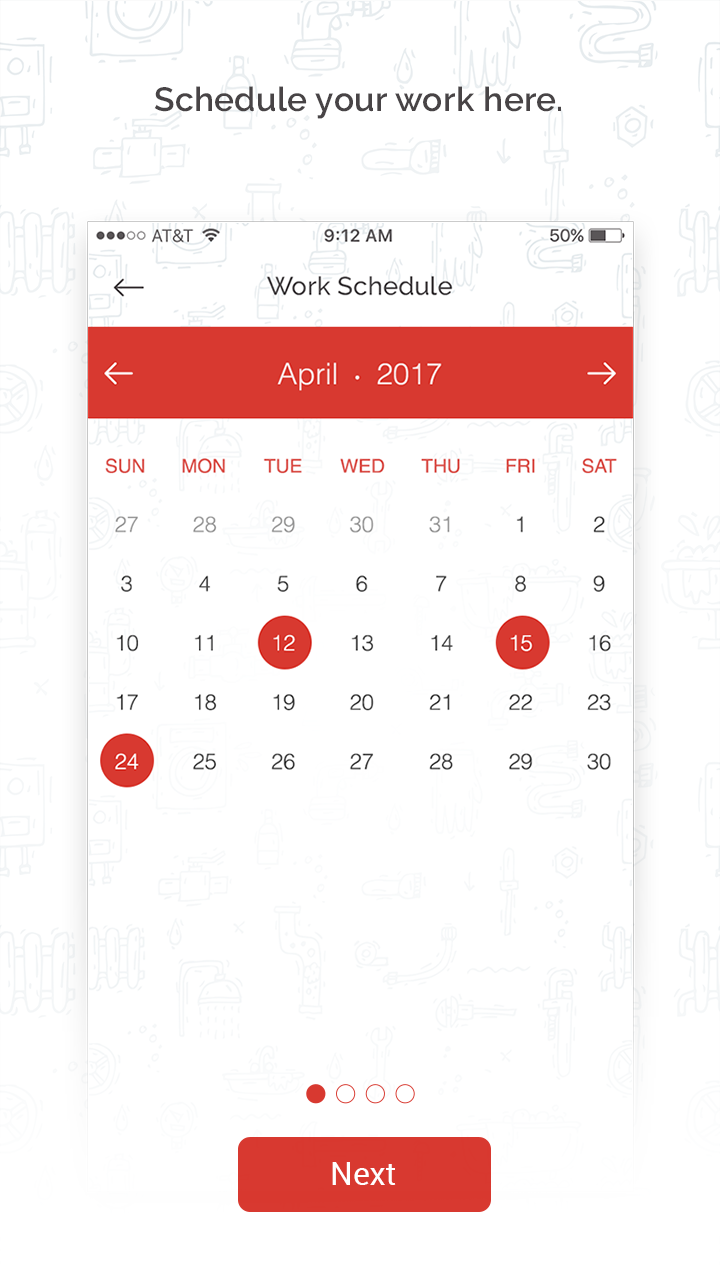 Schedule your work here.
AT&T 9:12 AM 50%
Work Schedule
April · 2017
SUN MON TUE WED THU FRI SAT
27 28 29 30 31 1 2
3 4 5 6 7 8 9
10 11 12 13 14 15 16
17 18 19 20 21 22 23
24 25 26 27 28 29 30
Next